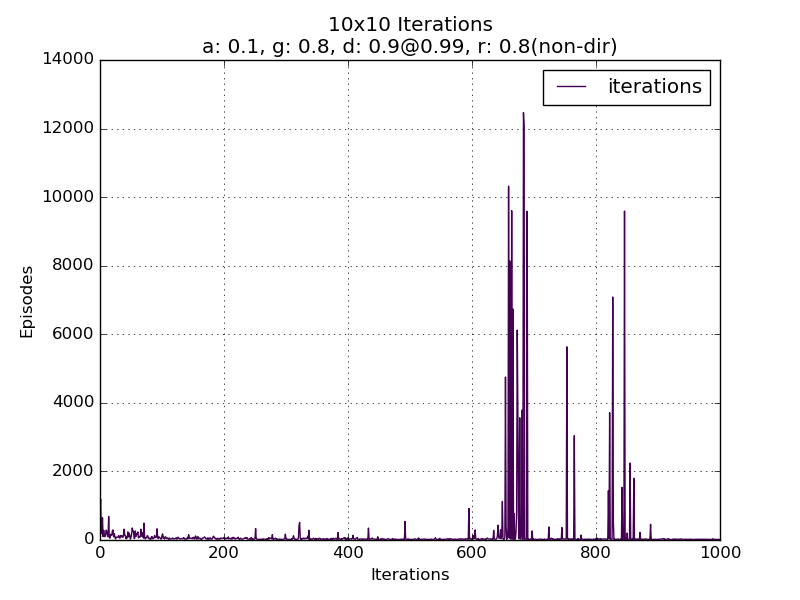 10x10 Iterations
a: 0.1, g: 0.8, d: 0.9@0.99, r: 0.8(non-dir)
14000
iterations
12000
10000
8000
Episodes
6000
4000
2000
0
0 200 400 600 800 1000
Iterations